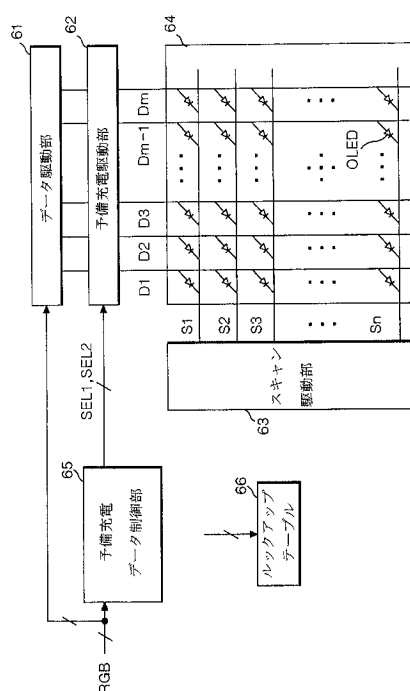 61
データ駆動部
62
予備充電駆動部
64
D1
D2
D3
Dm-1
Dm
S1
S2
S3
Sn
OLED
スキャン
駆動部
63
SEL1,SEL2
65
予備充電
データ制御部
66
ルックアップ
テーブル
RGB